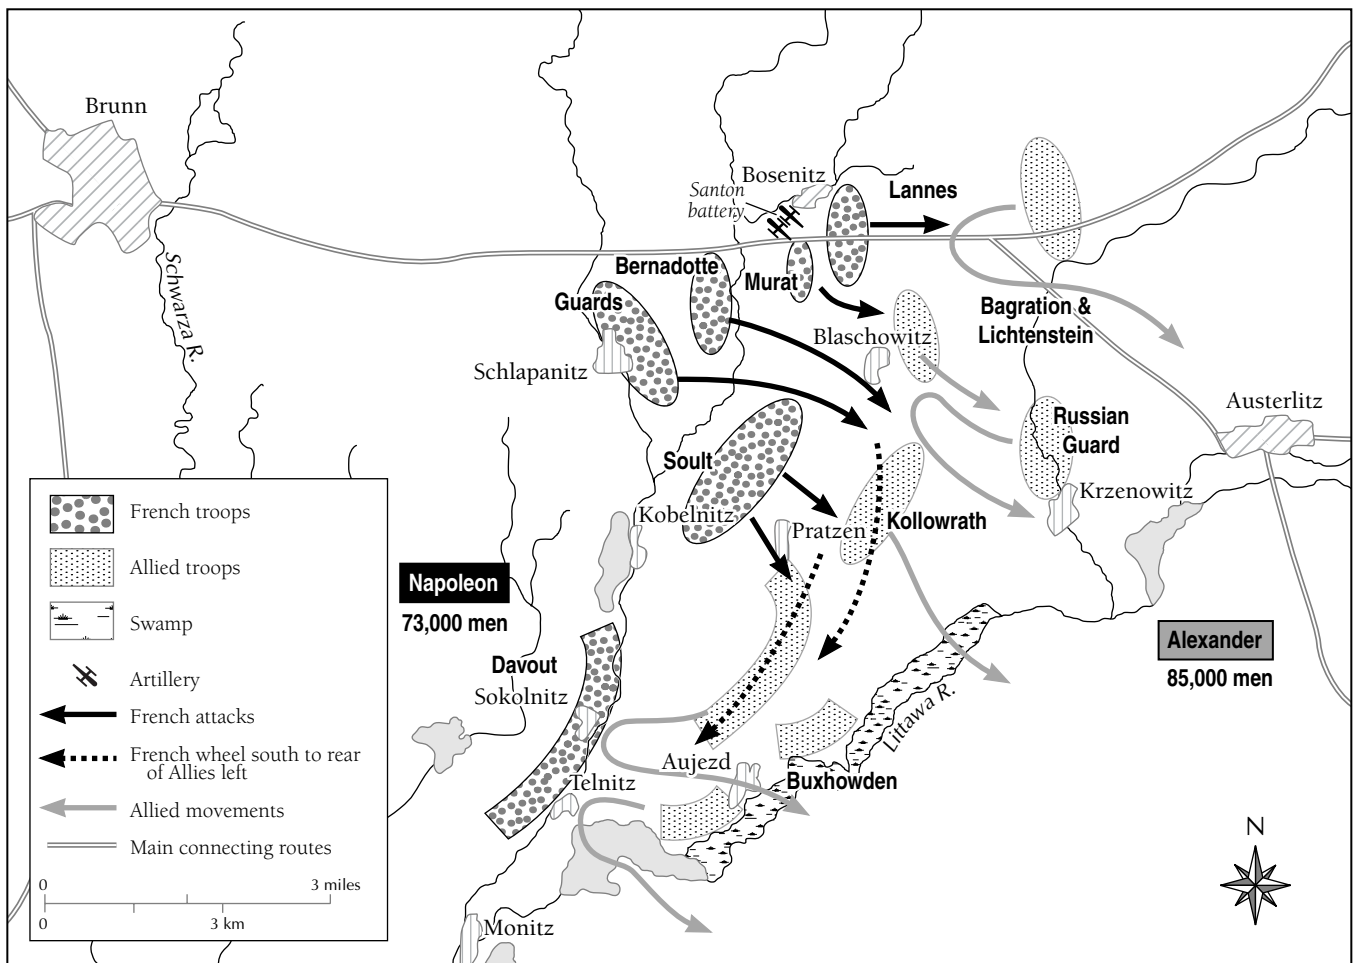 Brunn
Schwarza R.
Bosenitz
Santon
battery
Lannes
Bernadotte
Murat
Guards
Bagration &
Lichtenstein
Blaschowitz
Schlapanitz
Austerlitz
Russian
Guard
Soult
Krzenowitz
Kobelnitz
Pratzen
Kollowrath
Napoleon
73,000 men
Alexander
85,000 men
Davout
Sokolnitz
Littawa R.
Aujezd
Buxhowden
Telnitz
Monitz
N
French troops
Allied troops
Swamp
Artillery
French attacks
French wheel south to rear
of Allies left
Allied movements
Main connecting routes
0 3 miles
0 3 km